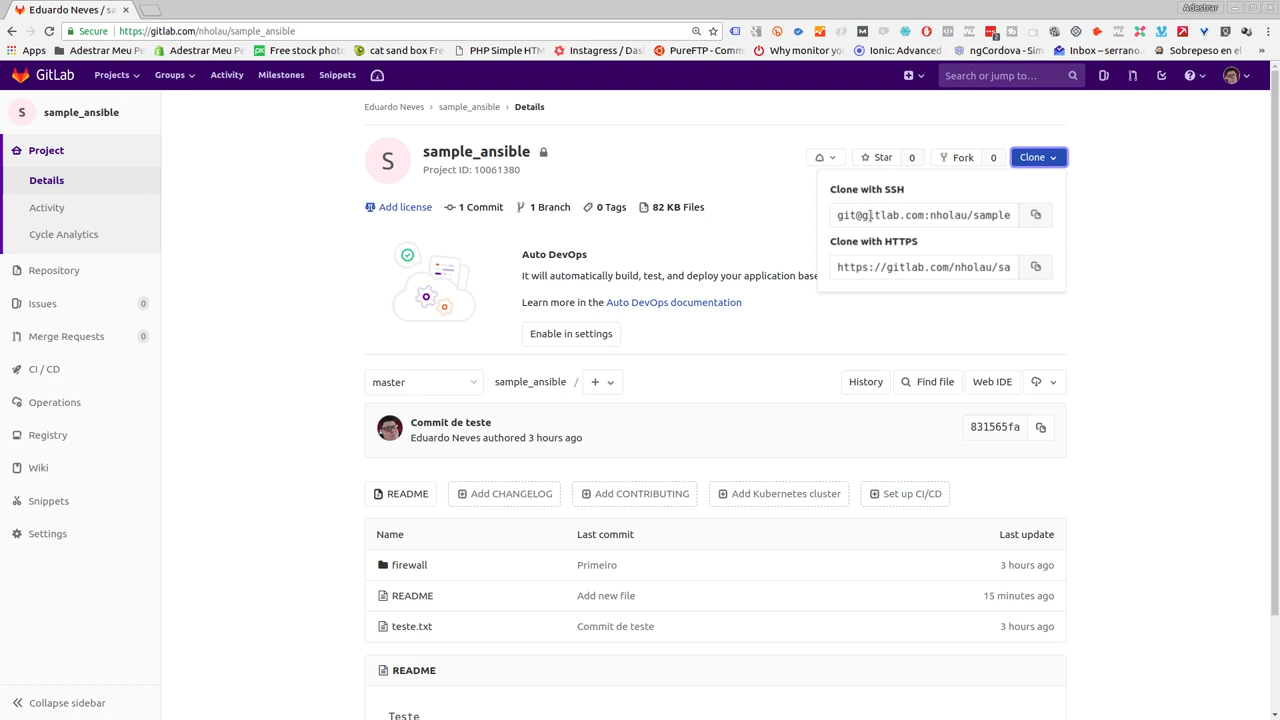 Eduardo Neves / sa
Adestrar
Secure
https://gitlab.com/nholau/sample_ansible
Apps
Adestrar Meu Pe
Adestrar Meu P
Free stock photo
cat sand box Fre
PHP Simple HTM
Instagress / Das
PureFTP - Comm
Why monitor yo
Ionic: Advanced
ngCordova - Sim
Inbox – serrano.
Sobrepeso en el
GitLab
Projects
Groups
Activity
Milestones
Snippets
Search or jump to…
S
sample_ansible
Eduardo Neves › sample_ansible › Details
Project
Details
Activity
Cycle Analytics
Repository
Issues
0
Merge Requests
0
CI / CD
Operations
Registry
Wiki
Snippets
Settings
Collapse sidebar
S
sample_ansible
Project ID: 10061380
Star
0
Fork
0
Clone
Clone with SSH
git@gitlab.com:nholau/sample
Clone with HTTPS
https://gitlab.com/nholau/sa
Add license
1 Commit
1 Branch
0 Tags
82 KB Files
Auto DevOps
It will automatically build, test, and deploy your application base
Learn more in the Auto DevOps documentation
Enable in settings
master
sample_ansible /
+
History
Find file
Web IDE
Commit de teste
Eduardo Neves authored 3 hours ago
831565fa
README
Add CHANGELOG
Add CONTRIBUTING
Add Kubernetes cluster
Set up CI/CD
Name
Last commit
Last update
firewall
Primeiro
3 hours ago
README
Add new file
15 minutes ago
teste.txt
Commit de teste
3 hours ago
README
Teste